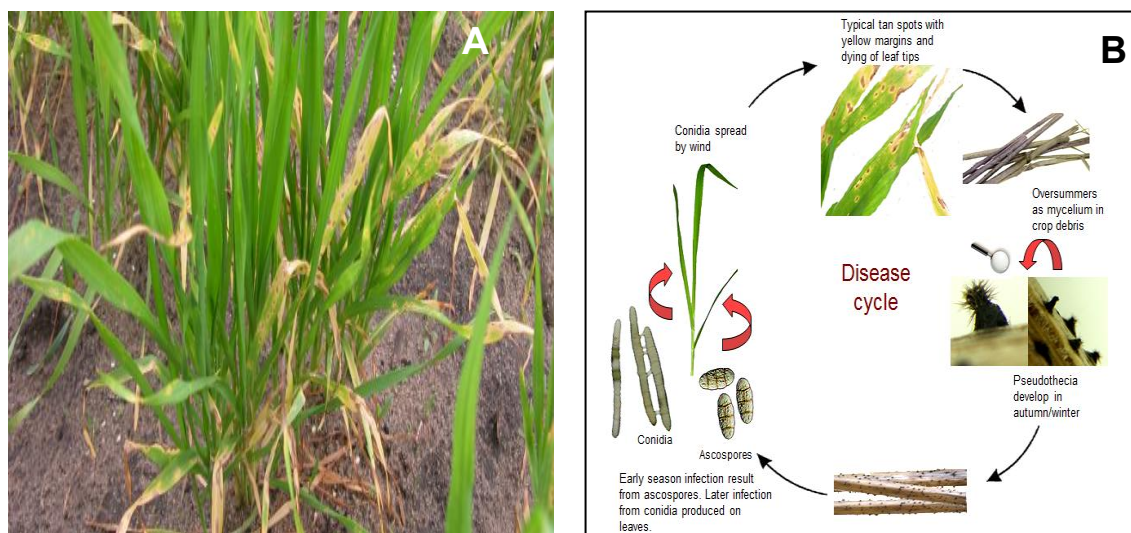 A
B
Typical tan spots with
yellow margins and
dying of leaf tips
Conidia spread
by wind
Oversummers
as mycelium in
crop debris
Disease
cycle
Pseudothecia
develop in
autumn/winter
Conidia
Ascospores
Early season infection result
from ascospores. Later infection
from conidia produced on
leaves.